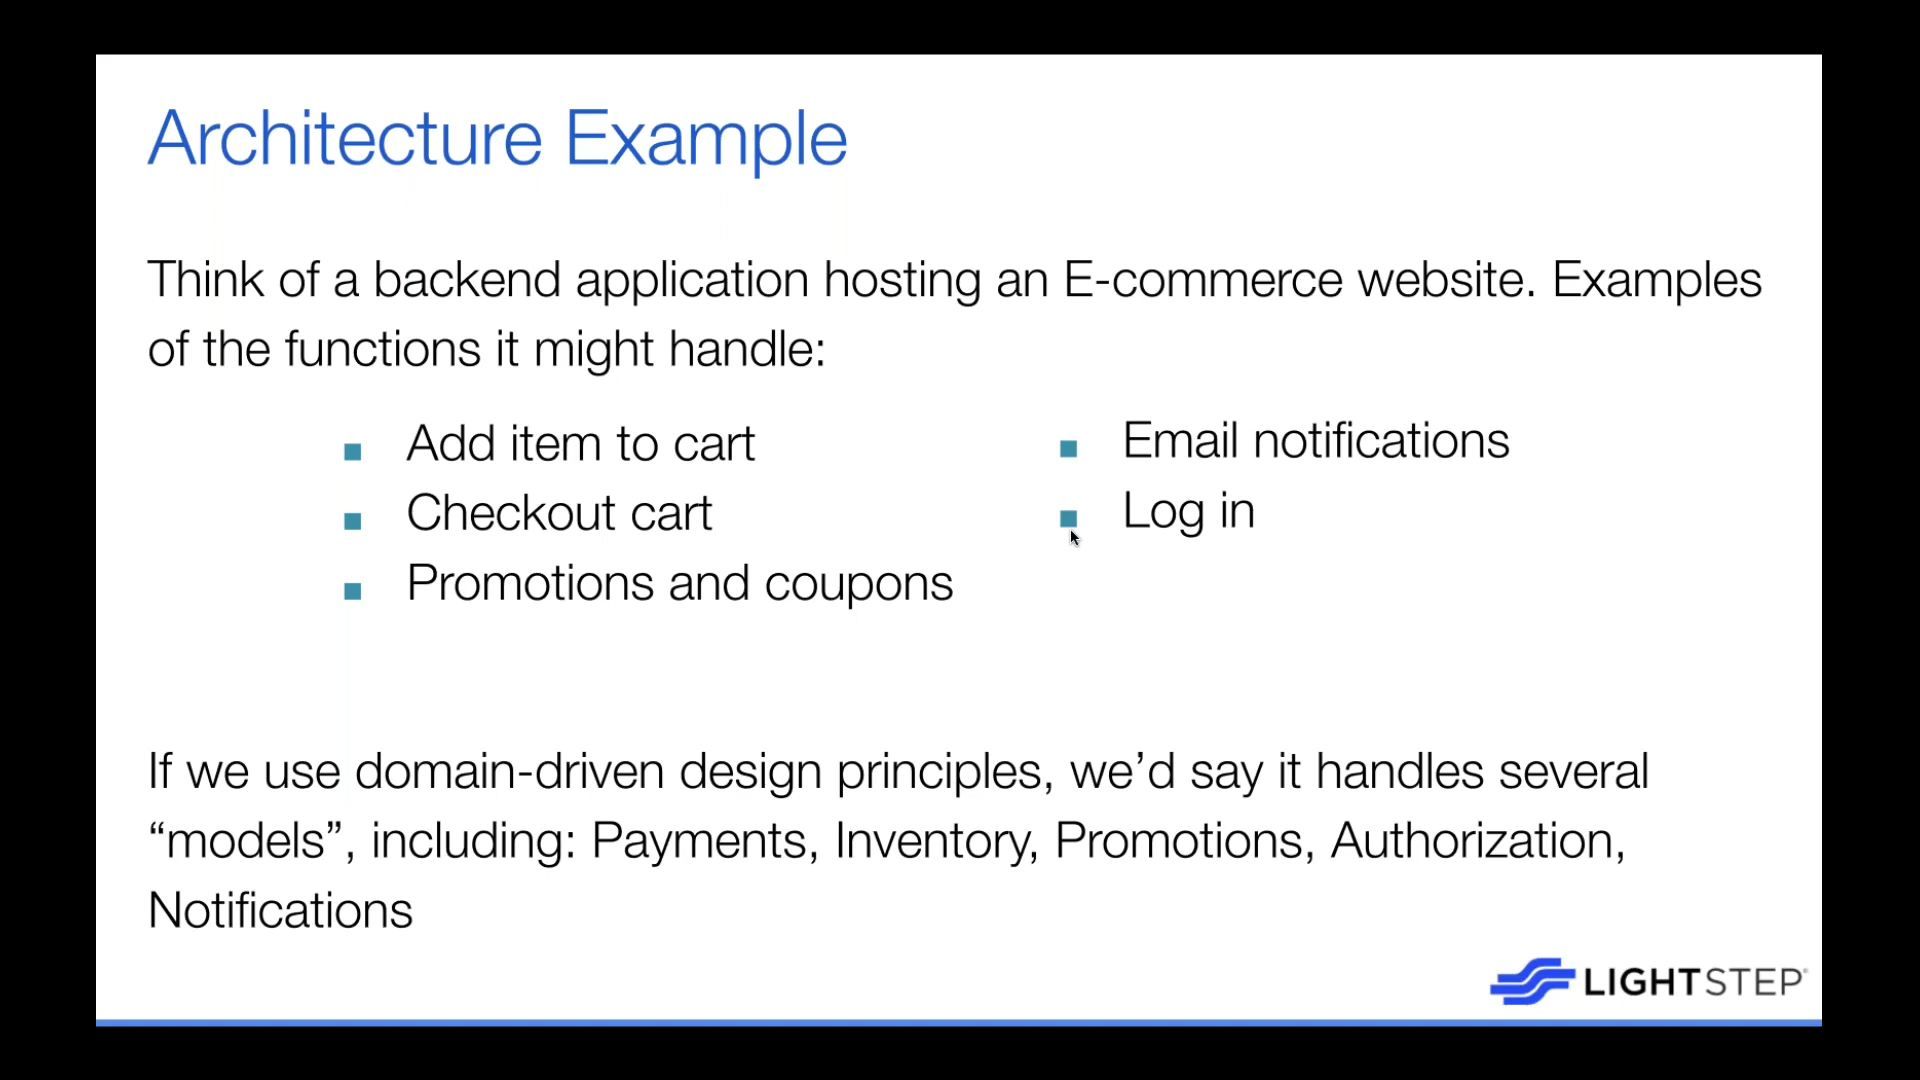 Architecture Example
Think of a backend application hosting an E-commerce website. Examples
of the functions it might handle:
Add item to cart
Checkout cart
Promotions and coupons
Email notifications
Log in
If we use domain-driven design principles, we’d say it handles several
“models”, including: Payments, Inventory, Promotions, Authorization,
Notifications
LIGHTSTEP